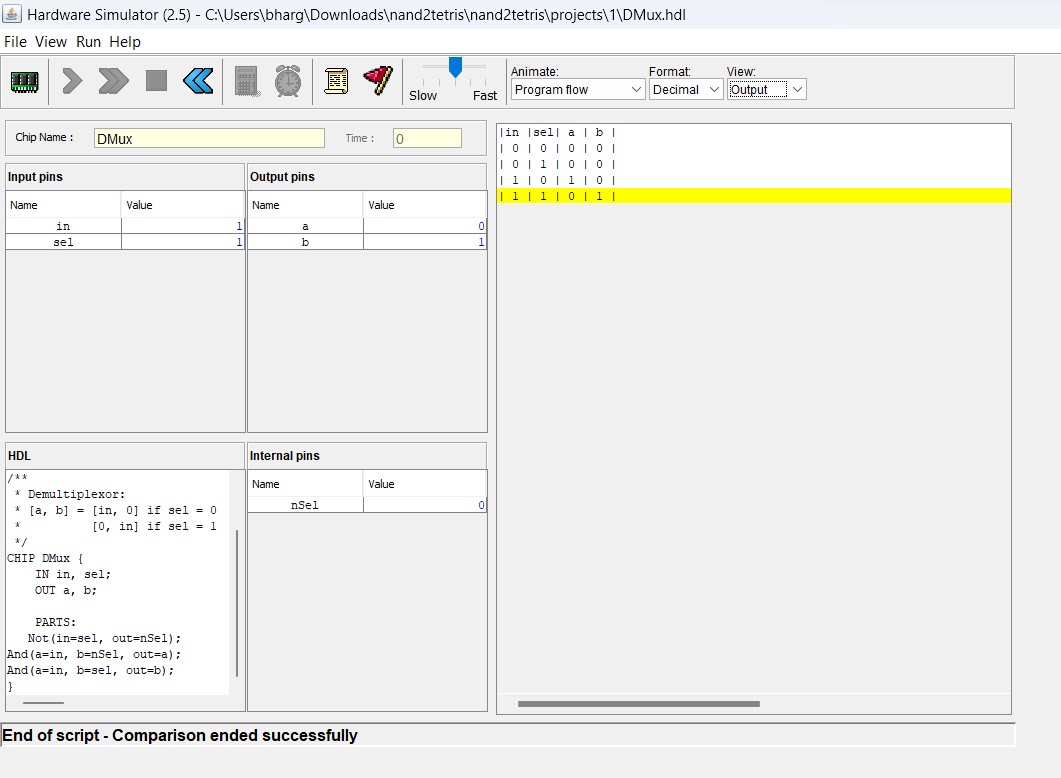 Hardware Simulator (2.5) - C:\Users\bharg\Downloads\nand2tetris\nand2tetris\projects\1\DMux.hdl
File View Run Help
Slow Fast
Animate: Format: View:
Program flow Decimal Output
Chip Name : DMux Time : 0
Input pins
Name Value
in 1
sel 1
Output pins
Name Value
a 0
b 1
HDL
/**
* Demultiplexor:
* [a, b] = [in, 0] if sel = 0
* [0, in] if sel = 1
*/
CHIP DMux {
IN in, sel;
OUT a, b;
PARTS:
Not(in=sel, out=nSel);
And(a=in, b=nSel, out=a);
And(a=in, b=sel, out=b);
}
Internal pins
Name Value
nSel 0
|in |sel| a | b |
| 0 | 0 | 0 | 0 |
| 0 | 1 | 0 | 0 |
| 1 | 0 | 1 | 0 |
| 1 | 1 | 0 | 1 |
End of script - Comparison ended successfully